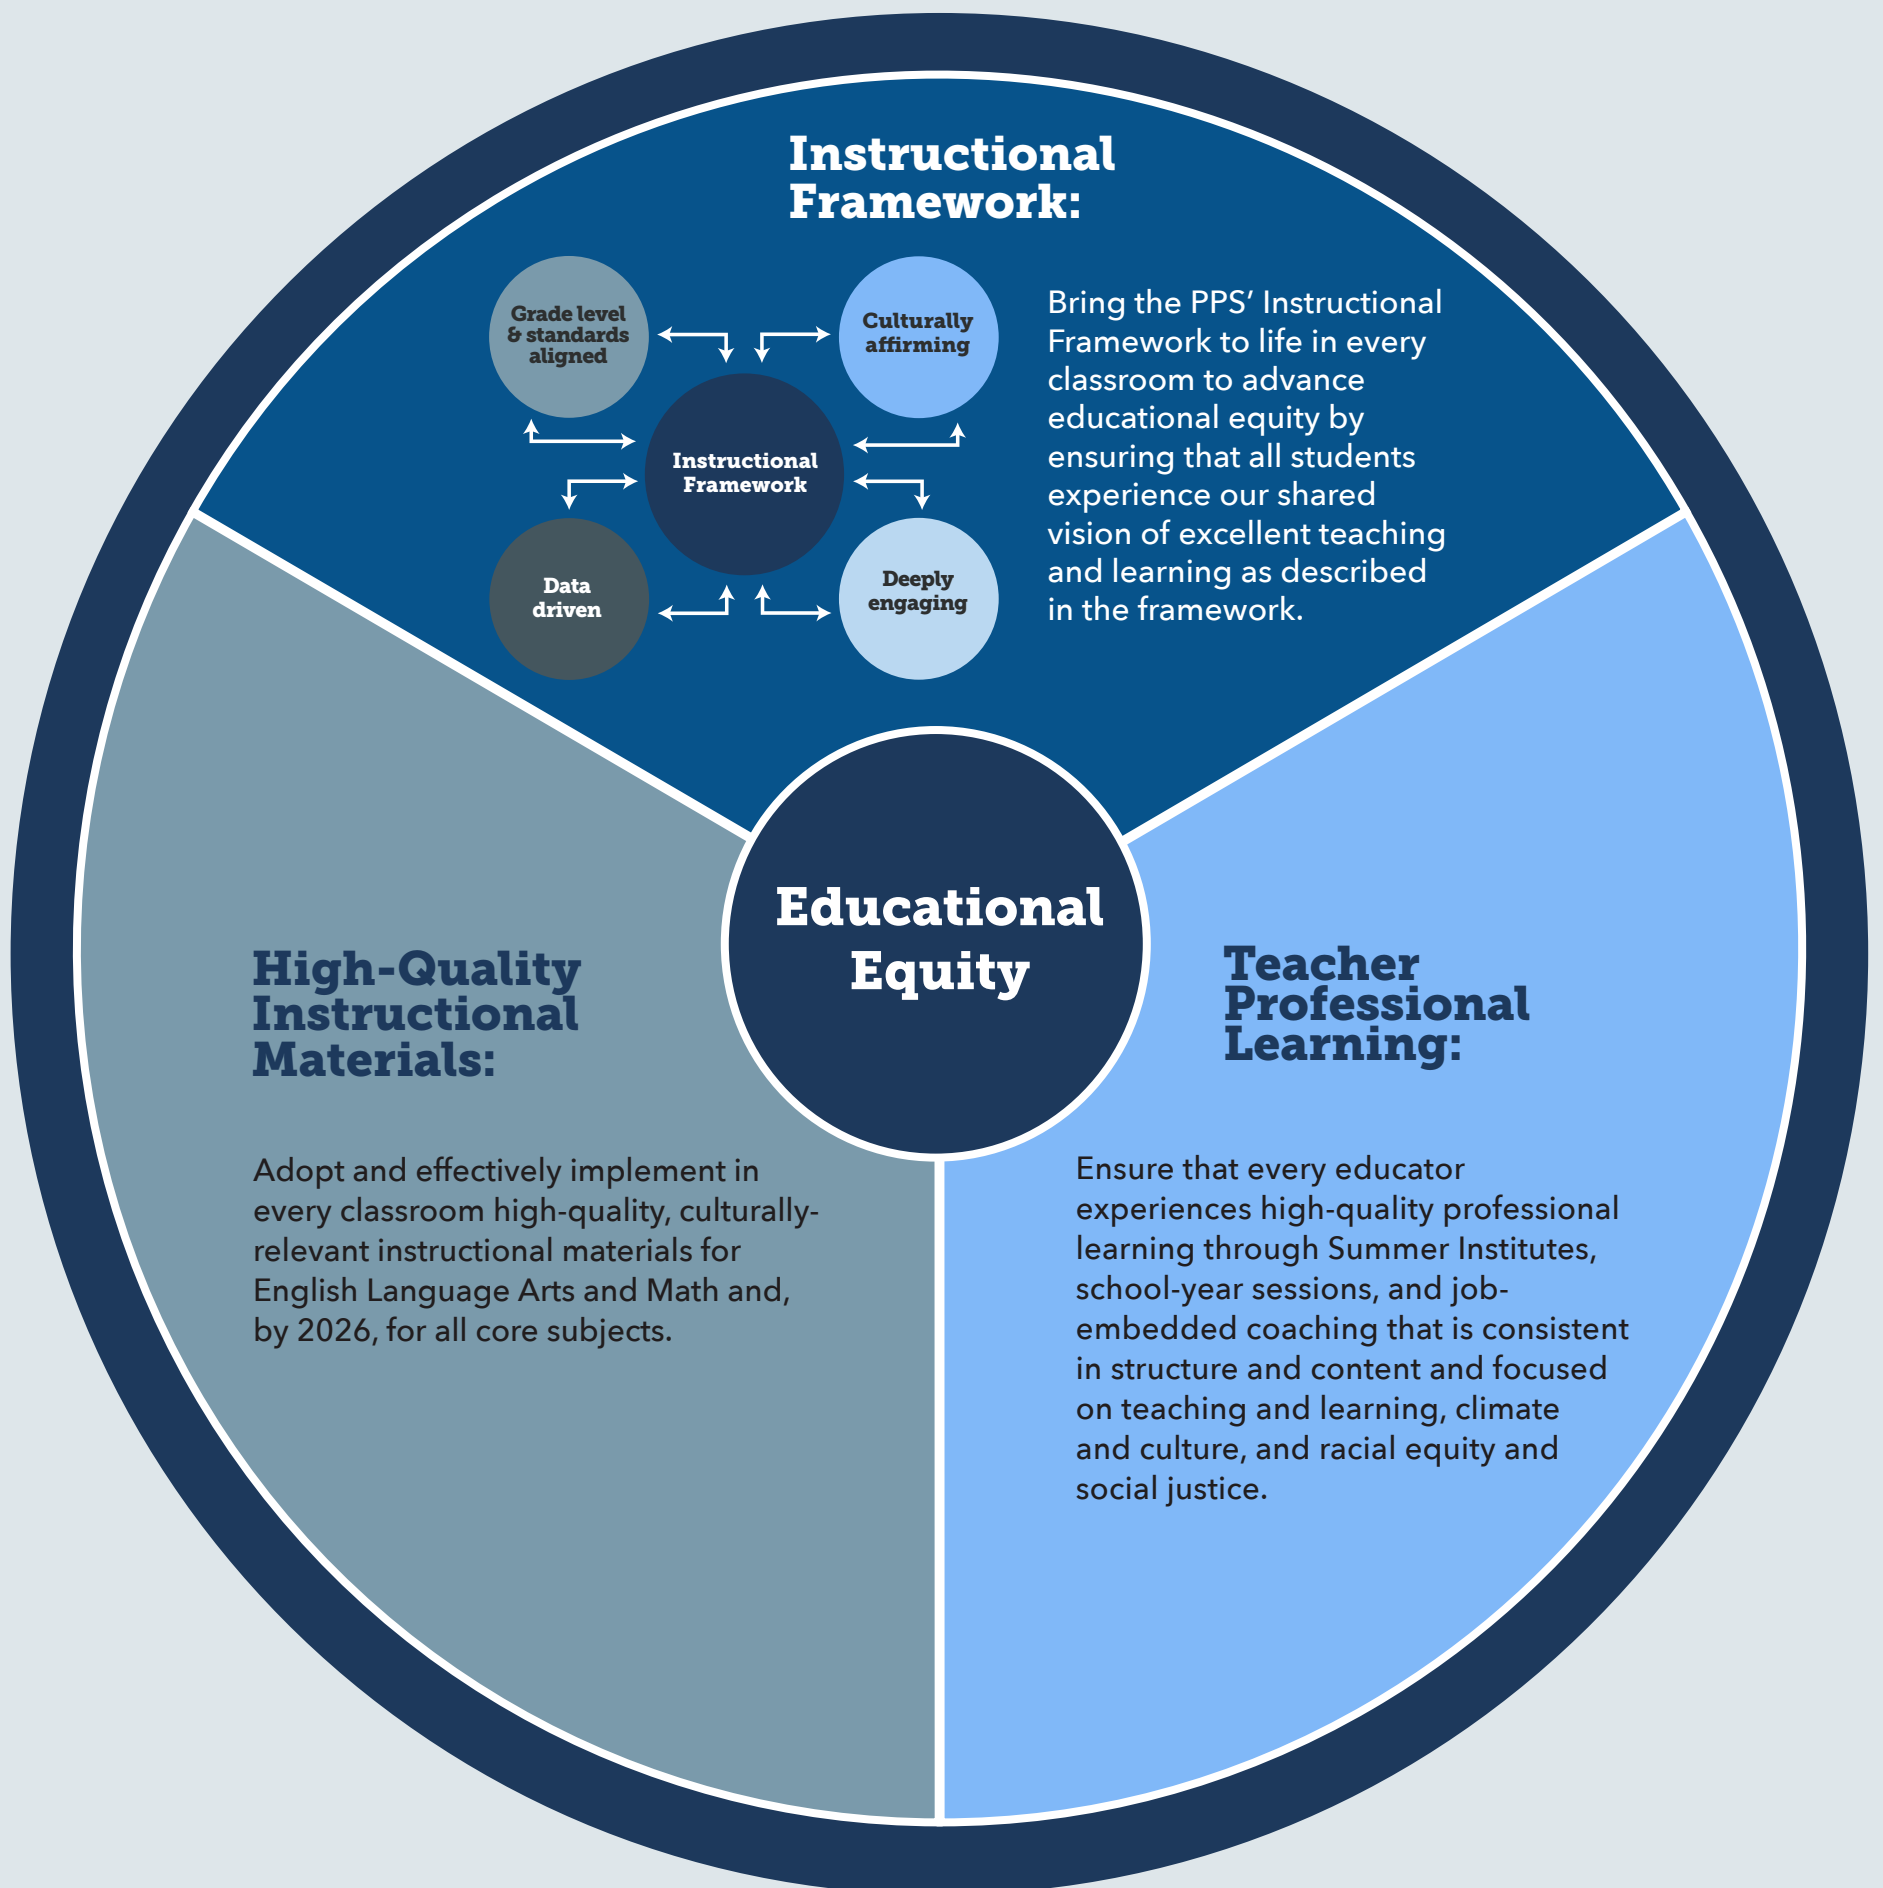 Instructional
Framework:
Grade level
& standards
aligned
Culturally
affirming
Instructional
Framework
Data
driven
Deeply
engaging
Bring the PPS’ Instructional
Framework to life in every
classroom to advance
educational equity by
ensuring that all students
experience our shared
vision of excellent teaching
and learning as described
in the framework.
Educational
Equity
High-Quality
Instructional
Materials:
Adopt and effectively implement in
every classroom high-quality, culturally-
relevant instructional materials for
English Language Arts and Math and,
by 2026, for all core subjects.
Teacher
Professional
Learning:
Ensure that every educator
experiences high-quality professional
learning through Summer Institutes,
school-year sessions, and job-
embedded coaching that is consistent
in structure and content and focused
on teaching and learning, climate
and culture, and racial equity and
social justice.